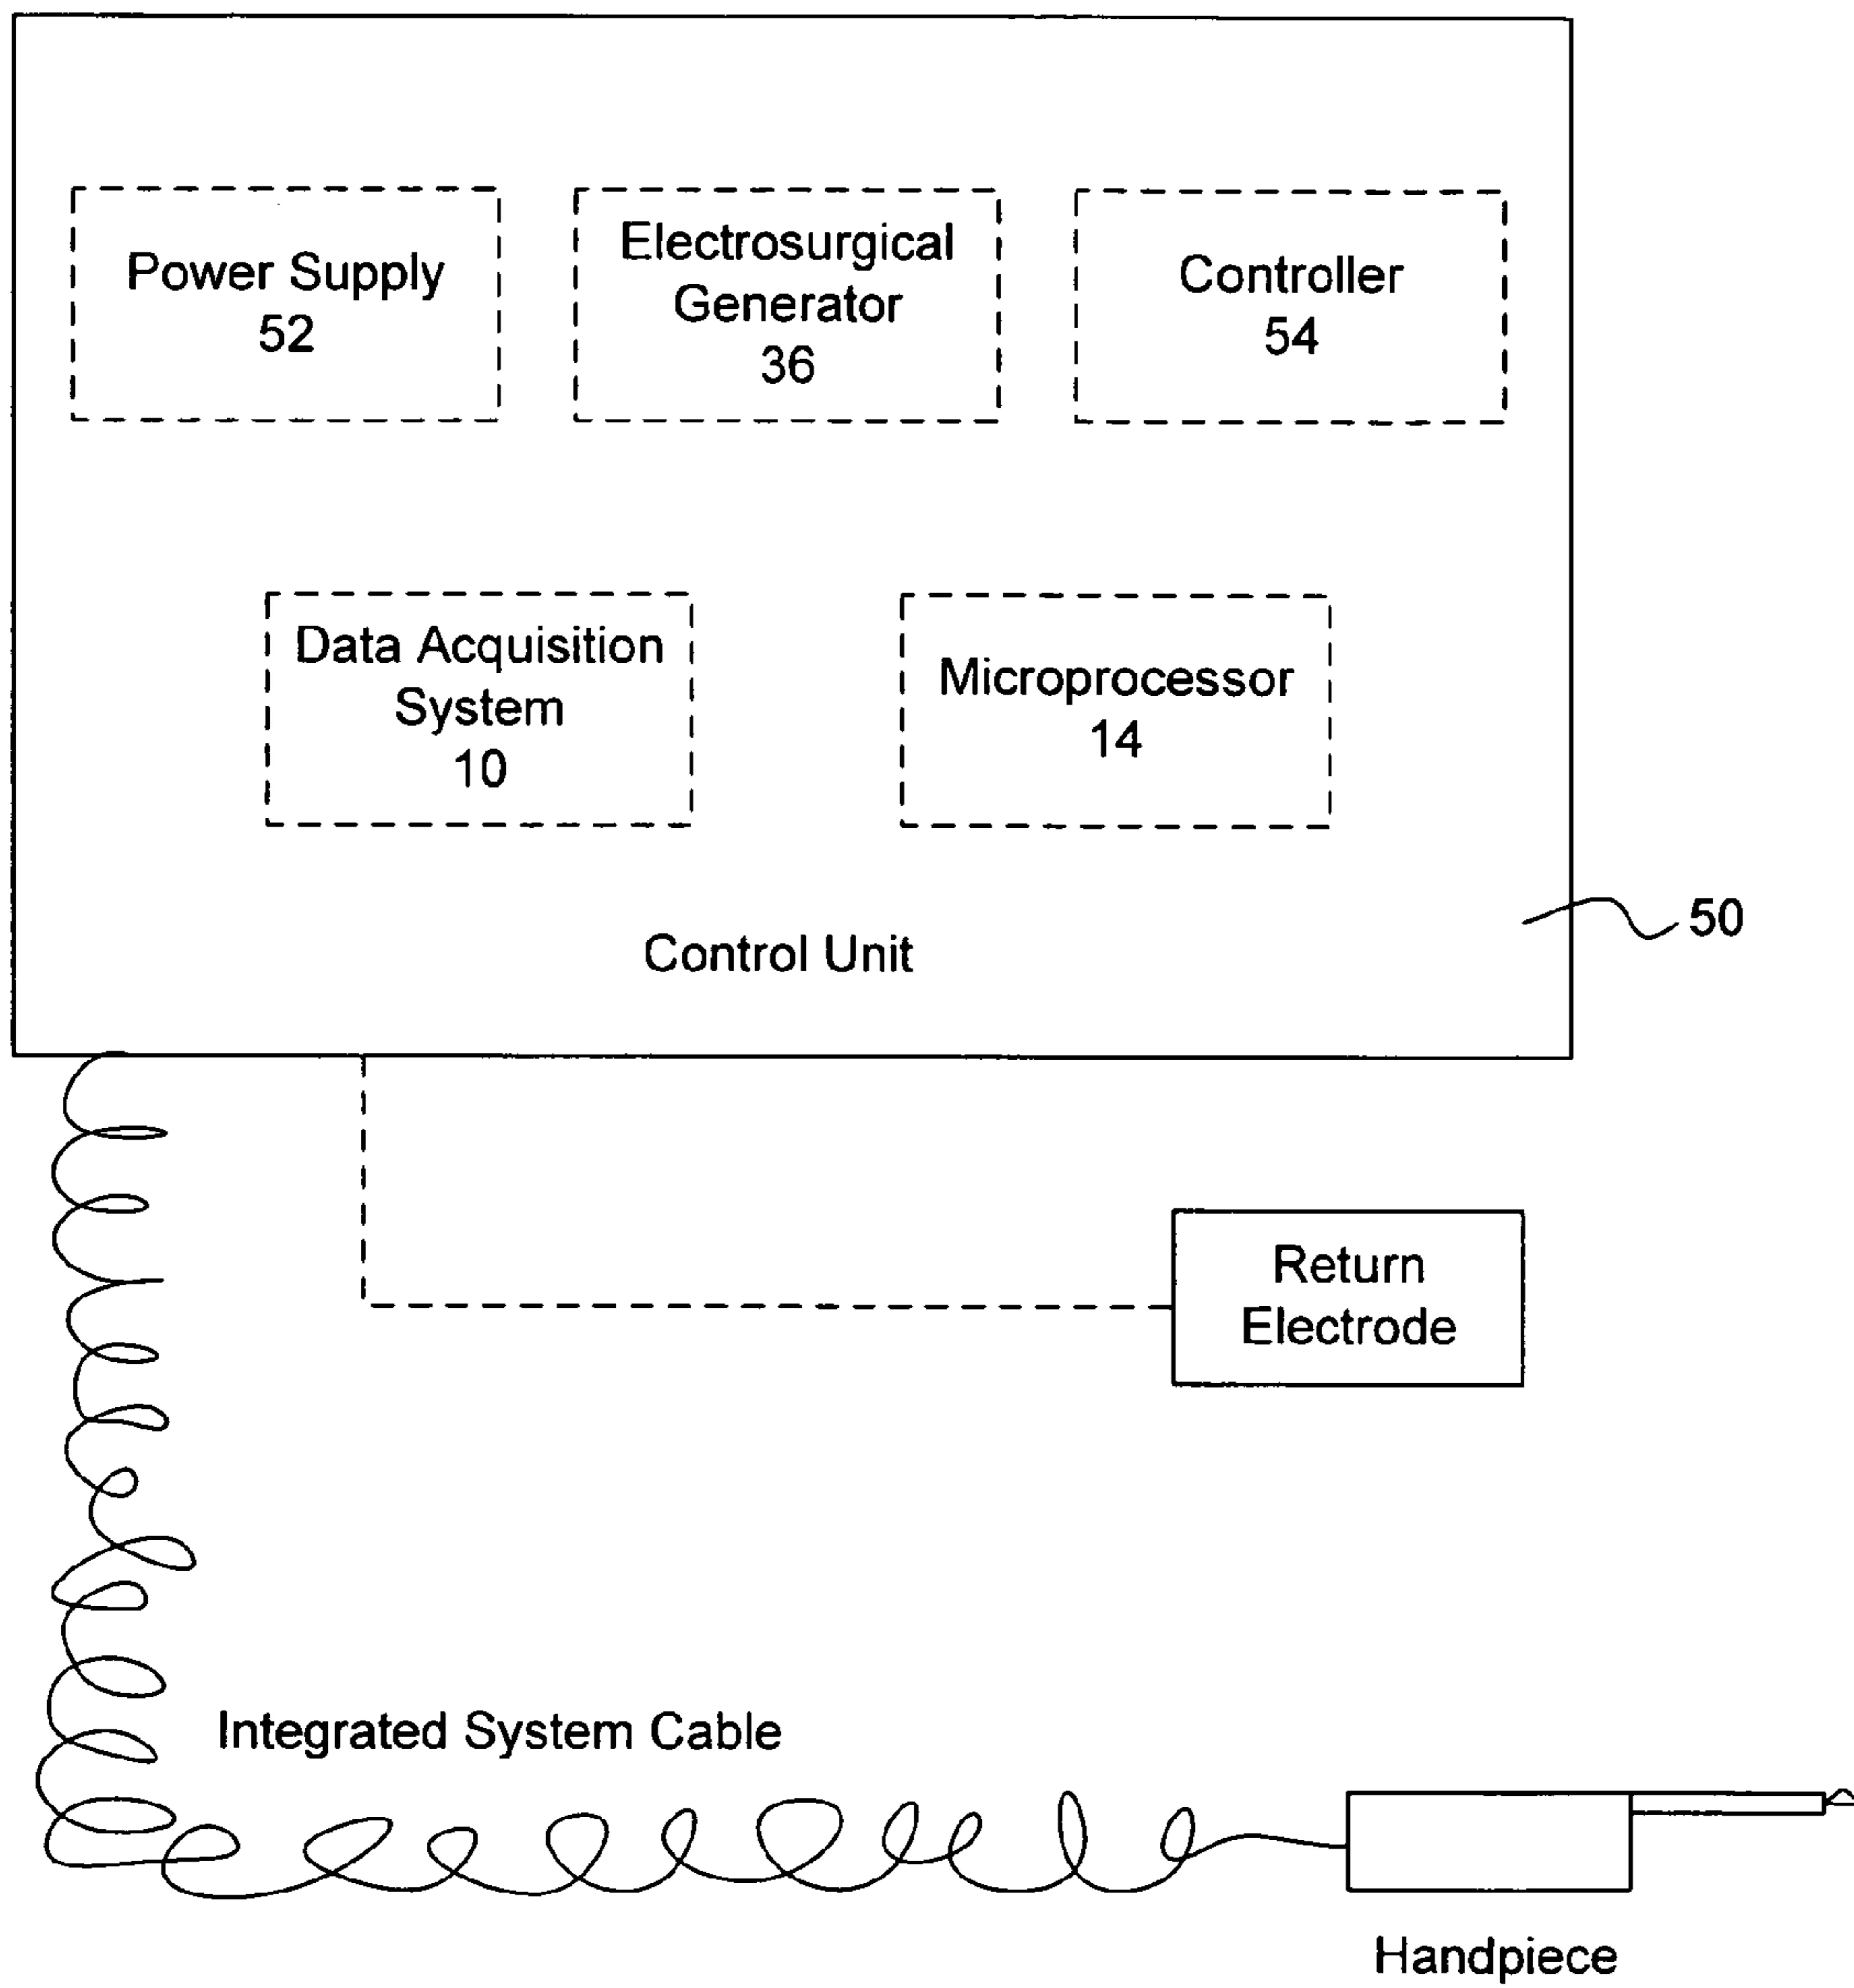 Power Supply
52
Electrosurgical
Generator
36
Controller
54
Data Acquisition
System
10
Microprocessor
14
50
Control Unit
Return
Electrode
Integrated System Cable
Handpiece